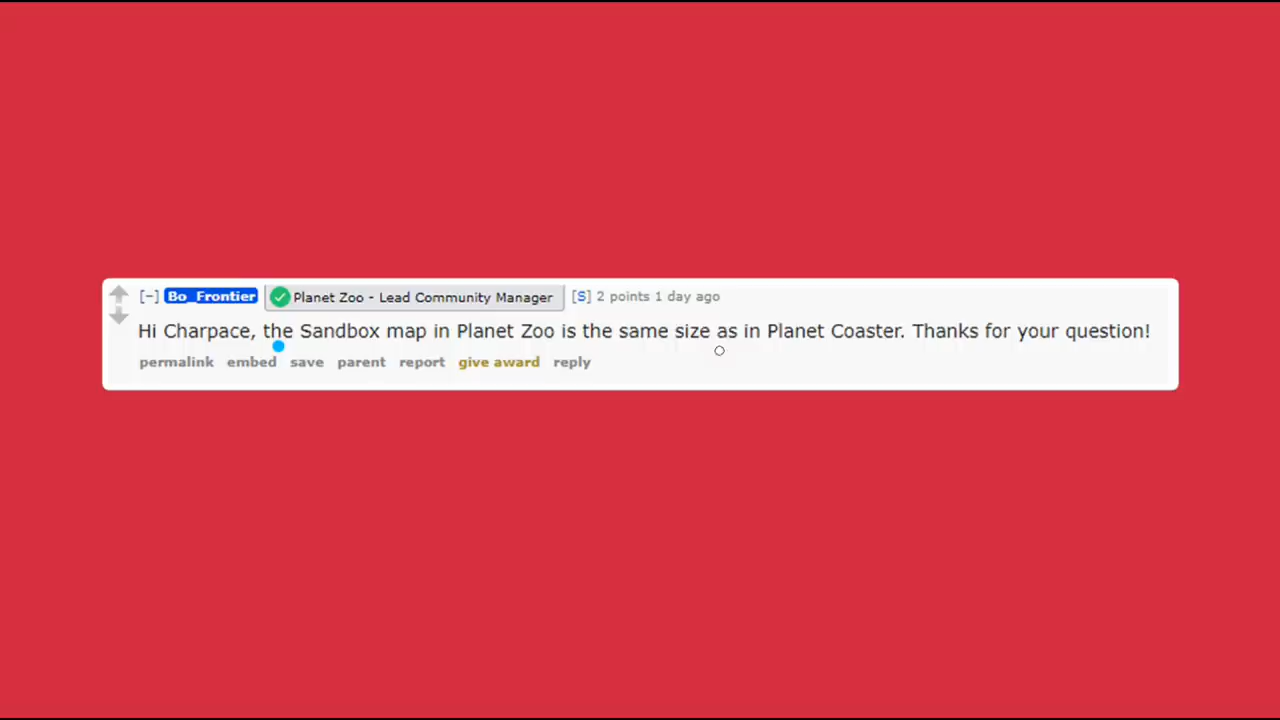 [-] Bo_Frontier Planet Zoo - Lead Community Manager [S] 2 points 1 day ago
Hi Charpace, the Sandbox map in Planet Zoo is the same size as in Planet Coaster. Thanks for your question!
permalink embed save parent report give award reply